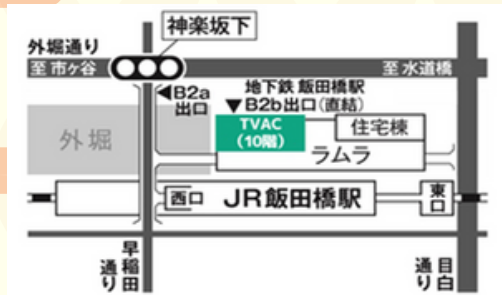 神楽坂下
外堀通り
至 市ヶ谷
至 水道橋
◀B2a
出口
地下鉄 飯田橋駅
▼B2b出口(直結)
TVAC
(10階)
住宅棟
ラムラ
外堀
西口
JR飯田橋駅
東口
早稲田通り
目白通り